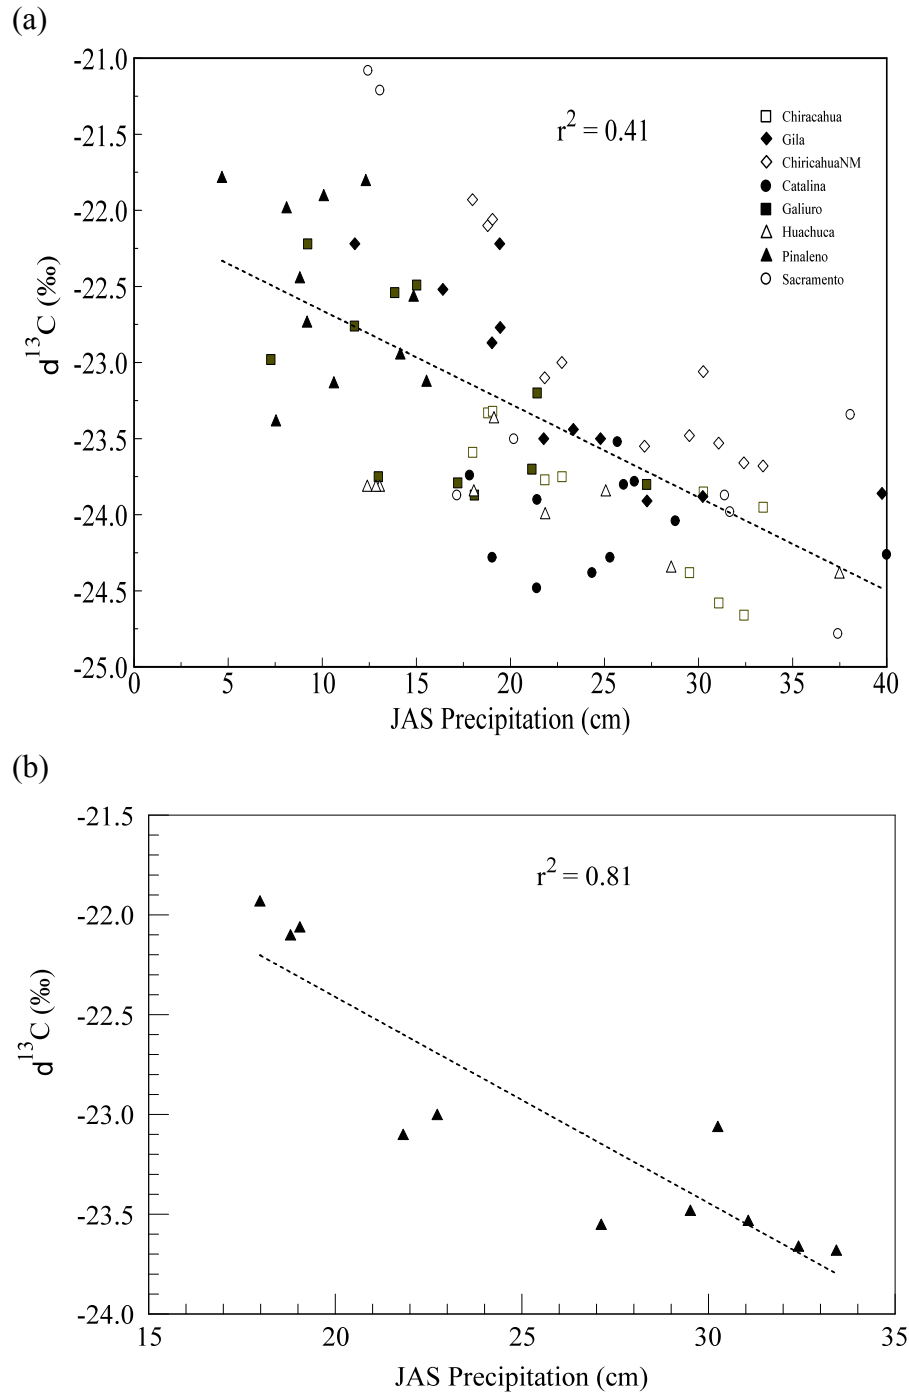 (a)
-21.0
-21.5
-22.0
-22.5
-23.0
-23.5
-24.0
-24.5
-25.0
d13C (‰)
r2 = 0.41
Chiracahua
Gila
ChiricahuaNM
Catalina
Galiuro
Huachuca
Pinaleno
Sacramento
0 5 10 15 20 25 30 35 40
JAS Precipitation (cm)
(b)
-21.5
-22.0
-22.5
-23.0
-23.5
-24.0
d13C (‰)
r2 = 0.81
15 20 25 30 35
JAS Precipitation (cm)